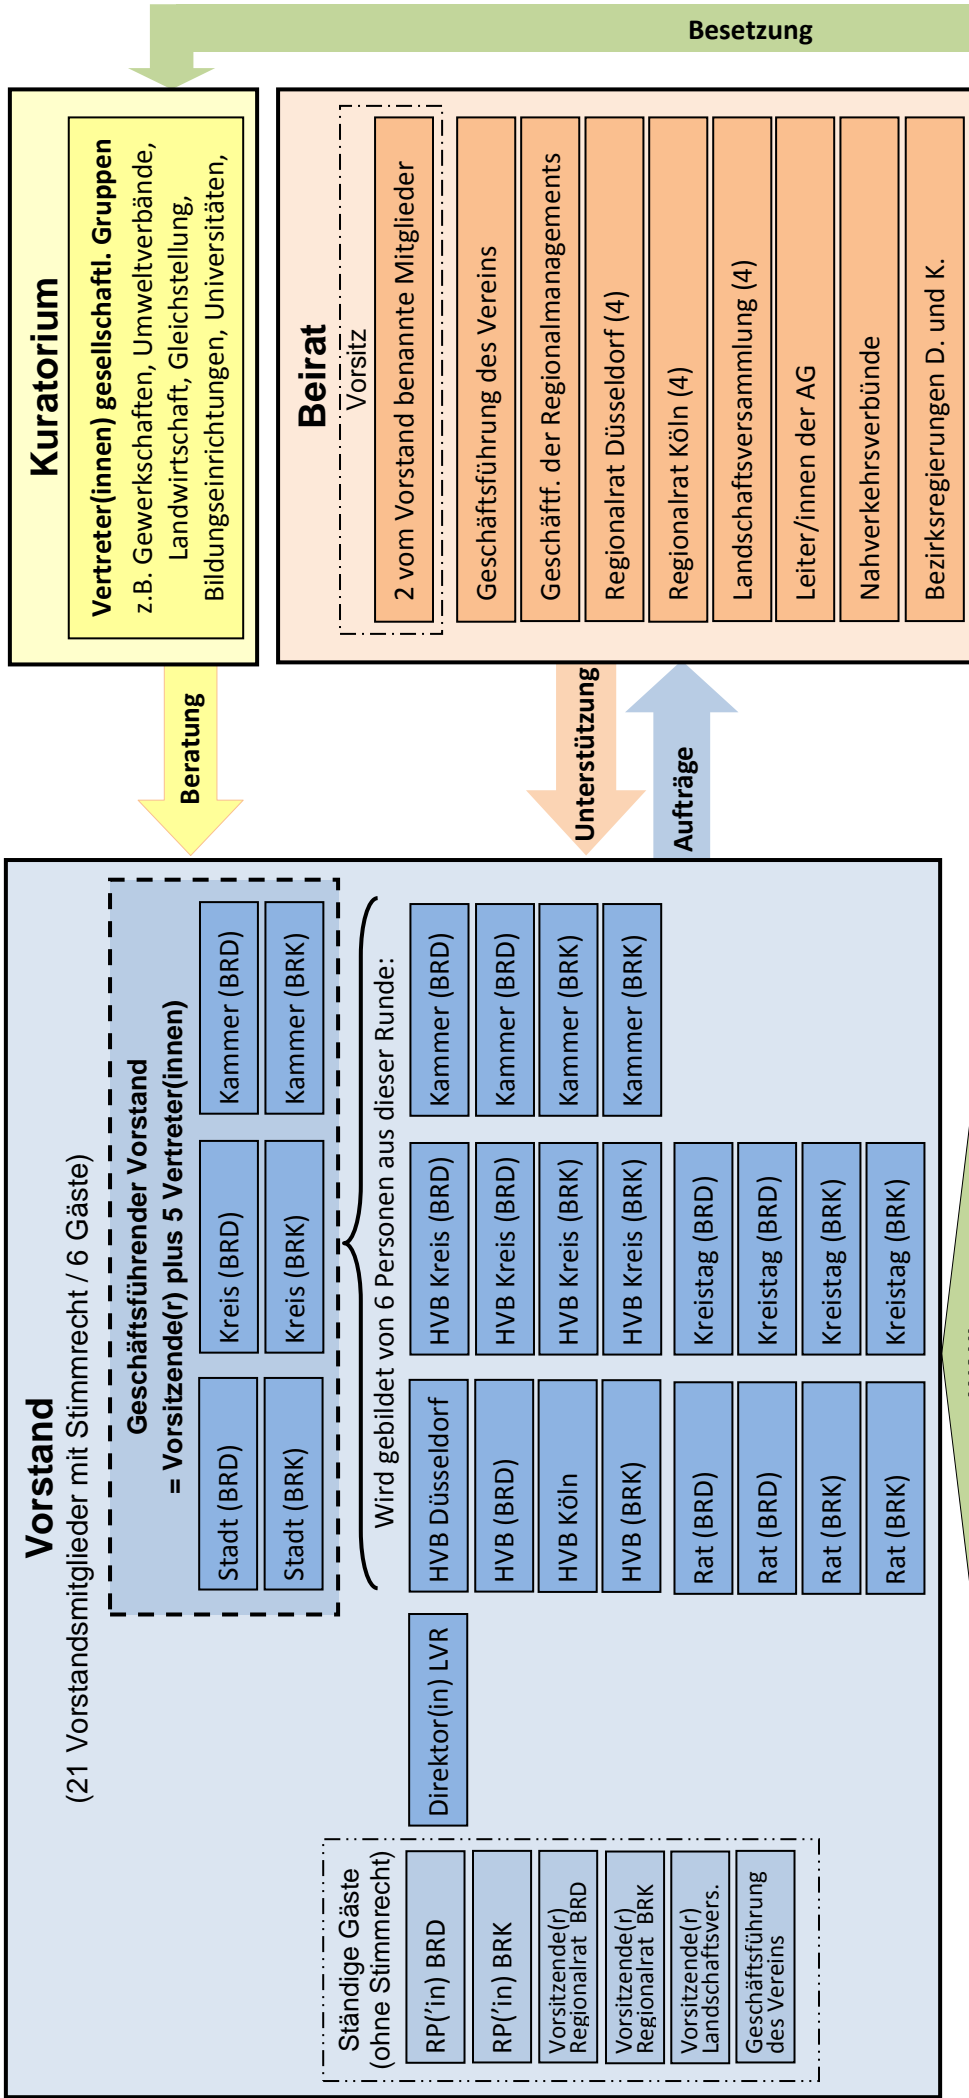 Vorstand
(21 Vorstandsmitglieder mit Stimmrecht / 6 Gäste)
Geschäftsführender Vorstand
= Vorsitzende(r) plus 5 Vertreter(innen)
Stadt (BRD)
Kreis (BRD)
Kammer (BRD)
Stadt (BRK)
Kreis (BRK)
Kammer (BRK)
Wird gebildet von 6 Personen aus dieser Runde:
Ständige Gäste
(ohne Stimmrecht)
RP('in) BRD
RP('in) BRK
Vorsitzende(r)
Regionalrat BRD
Vorsitzende(r)
Regionalrat BRK
Vorsitzende(r)
Landschaftsvers.
Geschäftsführung
des Vereins
Direktor(in) LVR
HVB Düsseldorf
HVB (BRD)
HVB Köln
HVB (BRK)
Rat (BRD)
Rat (BRD)
Rat (BRK)
Rat (BRK)
HVB Kreis (BRD)
HVB Kreis (BRD)
HVB Kreis (BRK)
HVB Kreis (BRK)
Kreistag (BRD)
Kreistag (BRD)
Kreistag (BRK)
Kreistag (BRK)
Kammer (BRD)
Kammer (BRD)
Kammer (BRK)
Kammer (BRK)
Beratung
Unterstützung
Aufträge
Kuratorium
Vertreter(innen) gesellschaftl. Gruppen
z.B. Gewerkschaften, Umweltverbände,
Landwirtschaft, Gleichstellung,
Bildungseinrichtungen, Universitäten,
Beirat
Vorsitz
2 vom Vorstand benannte Mitglieder
Geschäftsführung des Vereins
Geschäftf. der Regionalmanagements
Regionalrat Düsseldorf (4)
Regionalrat Köln (4)
Landschaftsversammlung (4)
Leiter/innen der AG
Nahverkehrsverbünde
Bezirksregierungen D. und K.
Besetzung